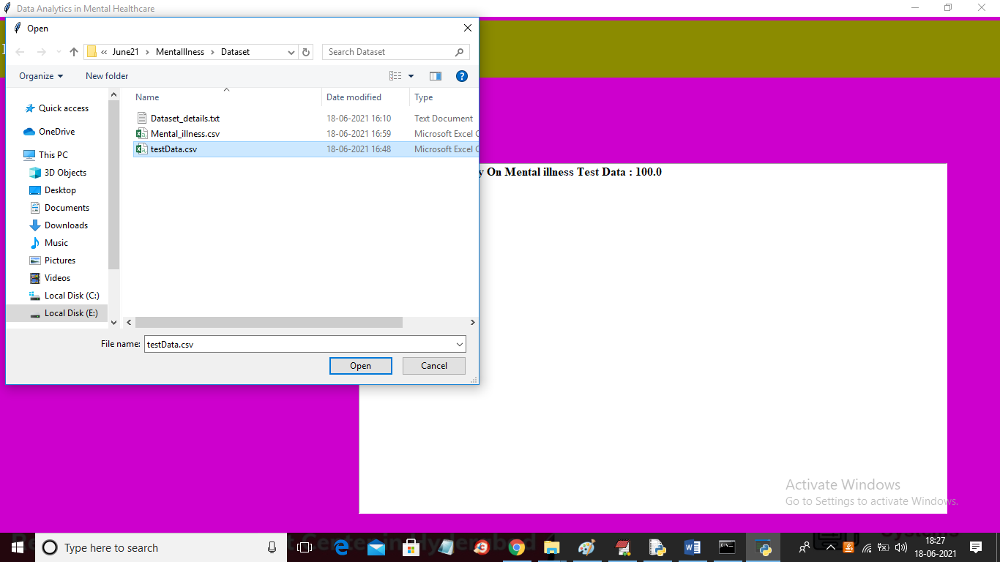 Data Analytics in Mental Healthcare
Open
« June21 › MentalIlness › Dataset
Search Dataset
Organize
New folder
Name
Date modified
Type
Quick access
OneDrive
This PC
3D Objects
Desktop
Documents
Downloads
Music
Pictures
Videos
Local Disk (C:)
Local Disk (E:)
Dataset_details.txt 18-06-2021 16:10 Text Document
Mental_illness.csv 18-06-2021 16:59 Microsoft Excel C
testData.csv 18-06-2021 16:48 Microsoft Excel C
File name: testData.csv
Open
Cancel
y On Mental illness Test Data : 100.0
Activate Windows
Go to Settings to activate Windows.
Type here to search
18:27
18-06-2021